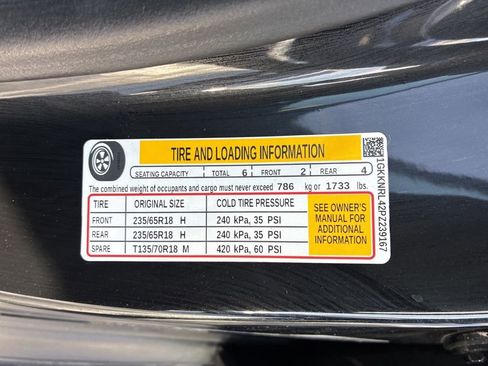 TIRE AND LOADING INFORMATION
SEATING CAPACITY TOTAL 6 FRONT 2 REAR 4
The combined weight of occupants and cargo must never exceed 786 kg or 1733 lbs.
TIRE ORIGINAL SIZE COLD TIRE PRESSURE
FRONT 235/65R18 H 240 kPa, 35 PSI
REAR 235/65R18 H 240 kPa, 35 PSI
SPARE T135/70R18 M 420 kPa, 60 PSI
SEE OWNER'S
MANUAL FOR
ADDITIONAL
INFORMATION
1GKKNRL42PZ239167